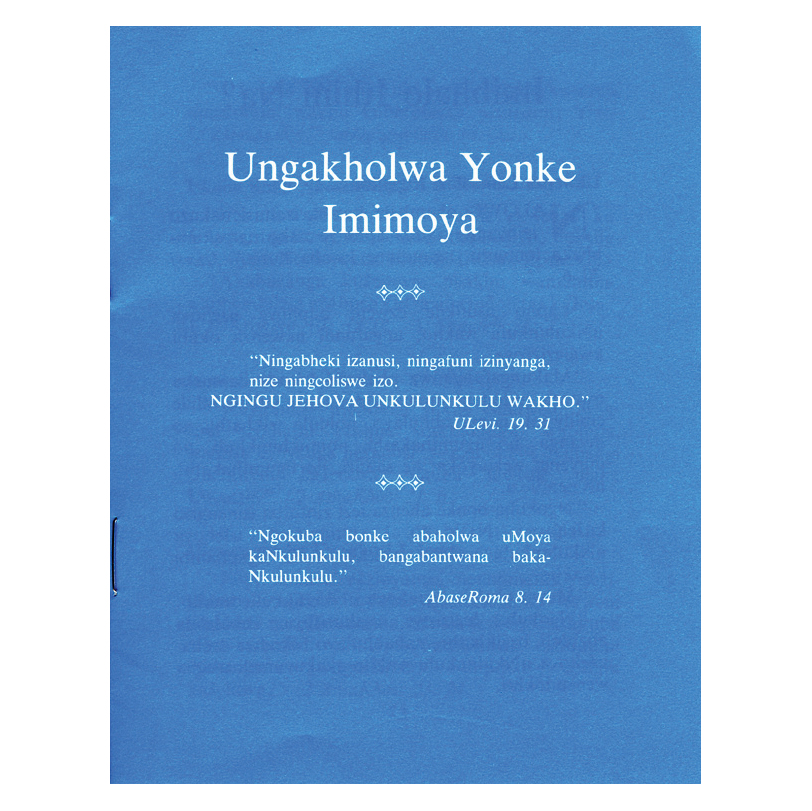 Ungakholwa Yonke
Imimoya
“Ningabheki izanusi, ningafuni izinyanga,
nize ningcoliswe izo.
NGINGU JEHOVA UNKULUNKULU WAKHO.”
ULevi. 19. 31
“Ngokuba bonke abaholwa uMoya
kaNkulunkulu, bangabantwana baka-
Nkulunkulu.”
AbaseRoma 8. 14